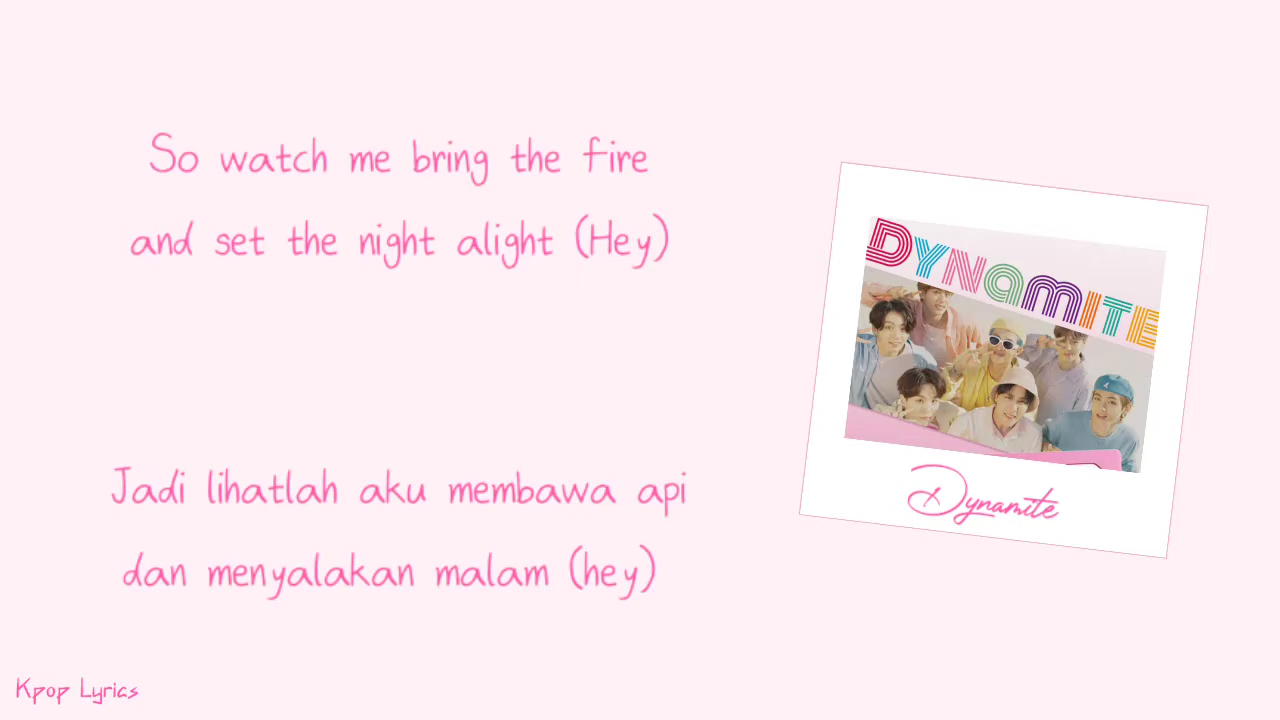 So watch me bring the fire
and set the night alight (Hey)
Jadi lihatlah aku membawa api
dan menyalakan malam (hey)
DYNAMITE
Dynamite
Kpop Lyrics